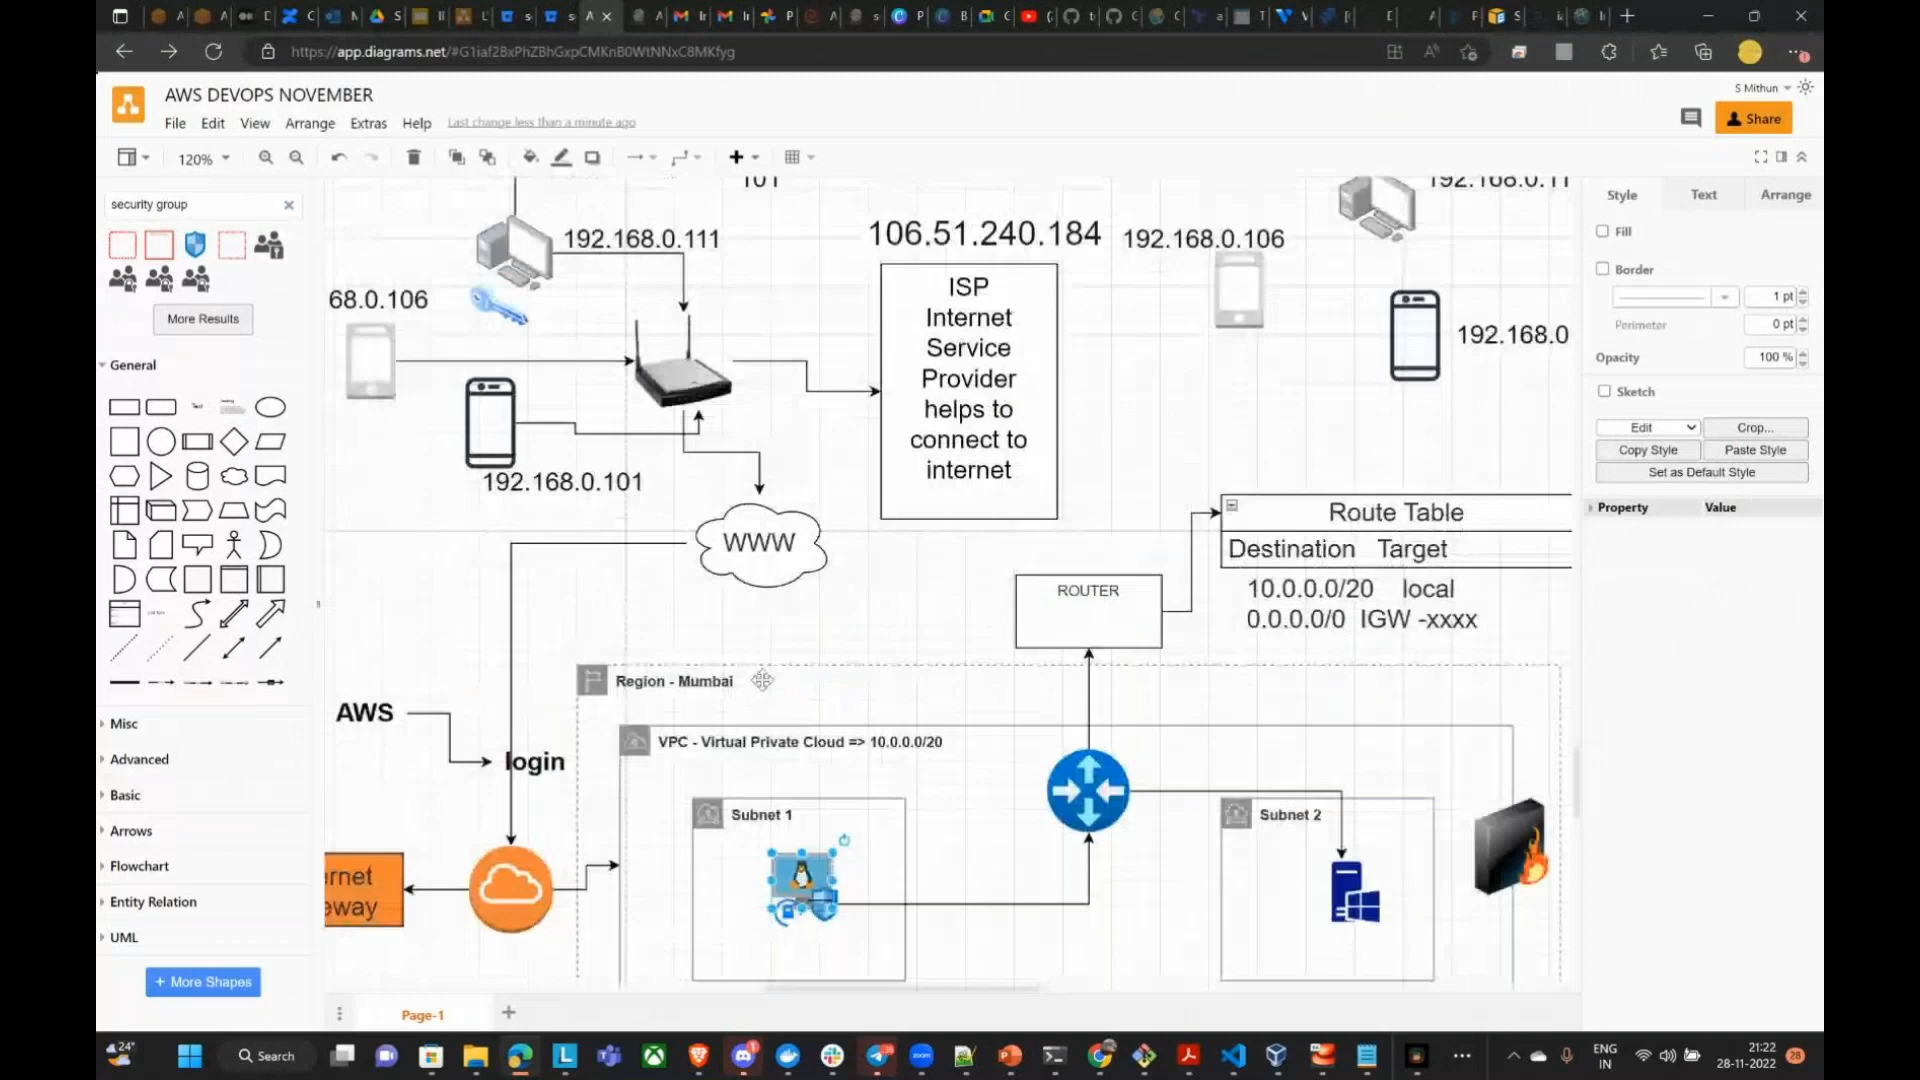 https://app.diagrams.net/#G1iaf2BxPhZBhGxpCMKnB0WtNNxC8MKfyg
AWS DEVOPS NOVEMBER
S Mithun
File Edit View Arrange Extras Help Last change less than a minute ago
Share
120%
security group
More Results
General
Misc
Advanced
Basic
Arrows
Flowchart
Entity Relation
UML
+ More Shapes
101
192.168.0.11
192.168.0.111
106.51.240.184
192.168.0.106
68.0.106
ISP
Internet
Service
Provider
helps to
connect to
internet
192.168.0
192.168.0.101
WWW
Route Table
Destination Target
10.0.0.0/20 local
0.0.0.0/0 IGW -xxxx
ROUTER
Region - Mumbai
AWS
login
VPC - Virtual Private Cloud => 10.0.0.0/20
Subnet 1
Subnet 2
ernet
eway
Style Text Arrange
Fill
Border
1 pt
Perimeter 0 pt
Opacity 100 %
Sketch
Edit Crop...
Copy Style Paste Style
Set as Default Style
Property Value
Page-1
24°
Search
ENG
IN
21:22
28-11-2022
28